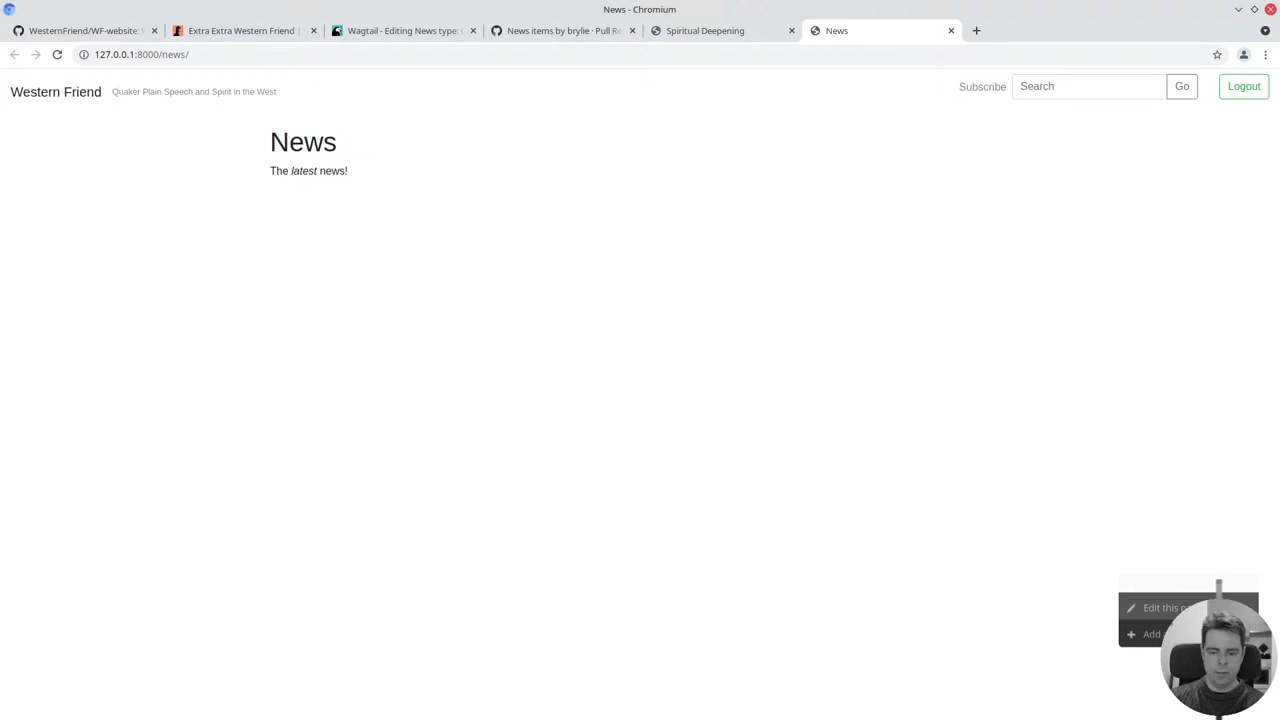 News - Chromium
WesternFriend/WF-website:
Extra Extra Western Friend |
Wagtail - Editing News type:
News items by brylie · Pull Re
Spiritual Deepening
News
127.0.0.1:8000/news/
Western Friend
Quaker Plain Speech and Spirit in the West
Subscribe
Search
Go
Logout
News
The latest news!
Edit this
Add